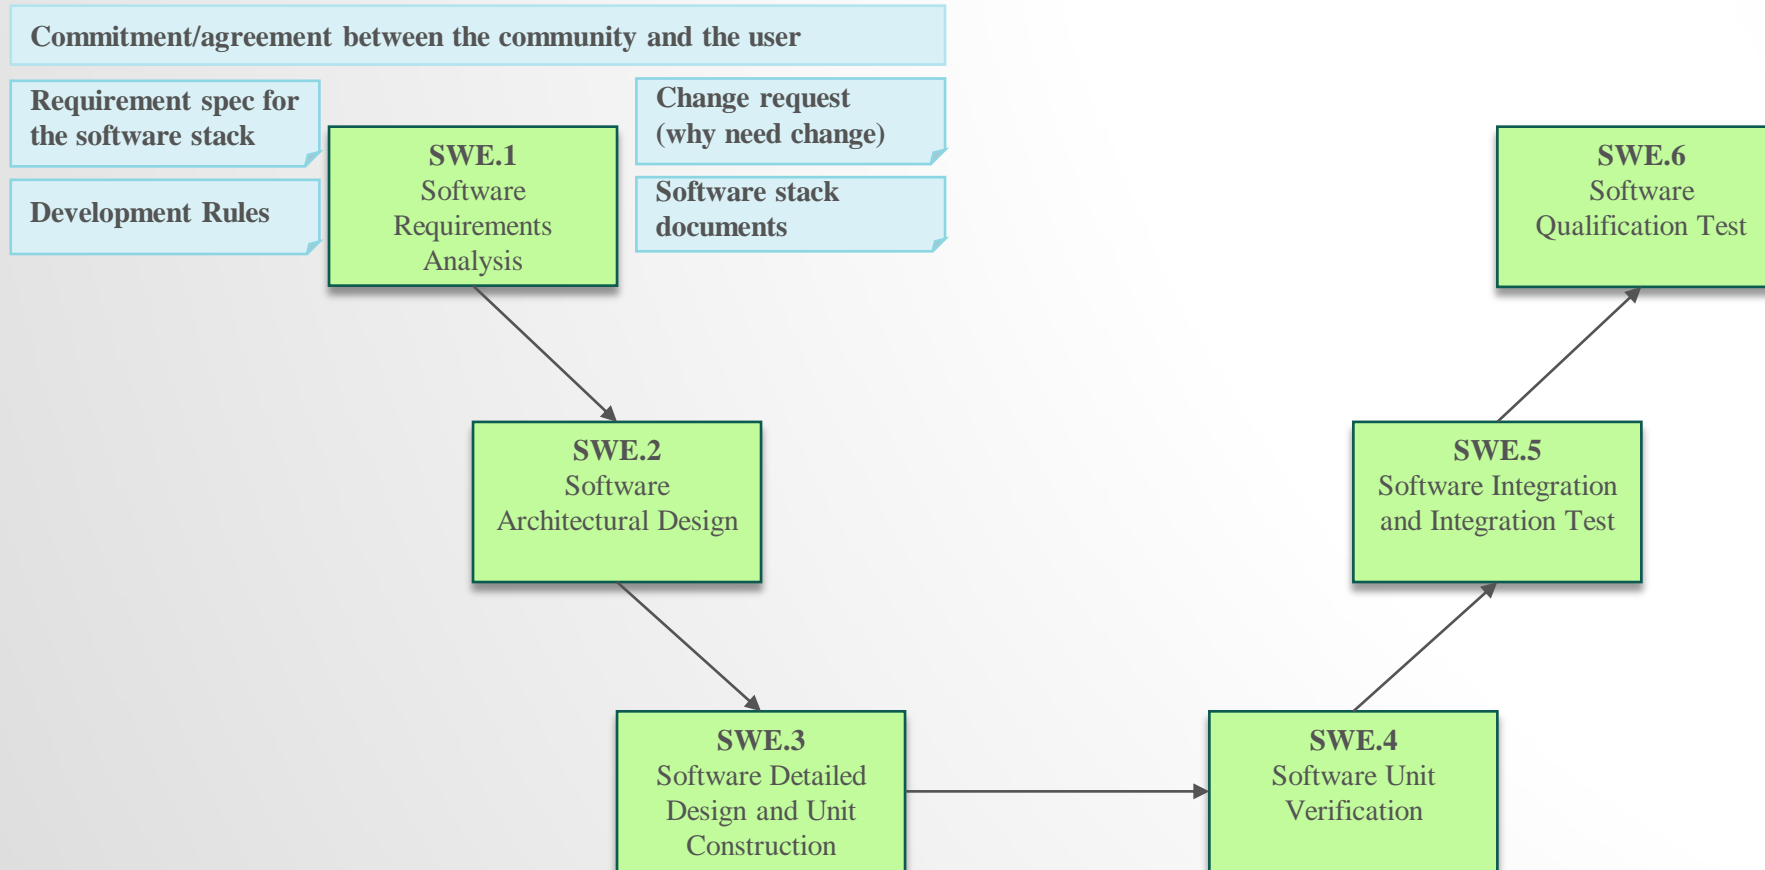 Commitment/agreement between the community and the user
Requirement spec for
the software stack
Development Rules
SWE.1
Software
Requirements
Analysis
Change request
(why need change)
Software stack
documents
SWE.6
Software
Qualification Test
SWE.2
Software
Architectural Design
SWE.5
Software Integration
and Integration Test
SWE.3
Software Detailed
Design and Unit
Construction
SWE.4
Software Unit
Verification